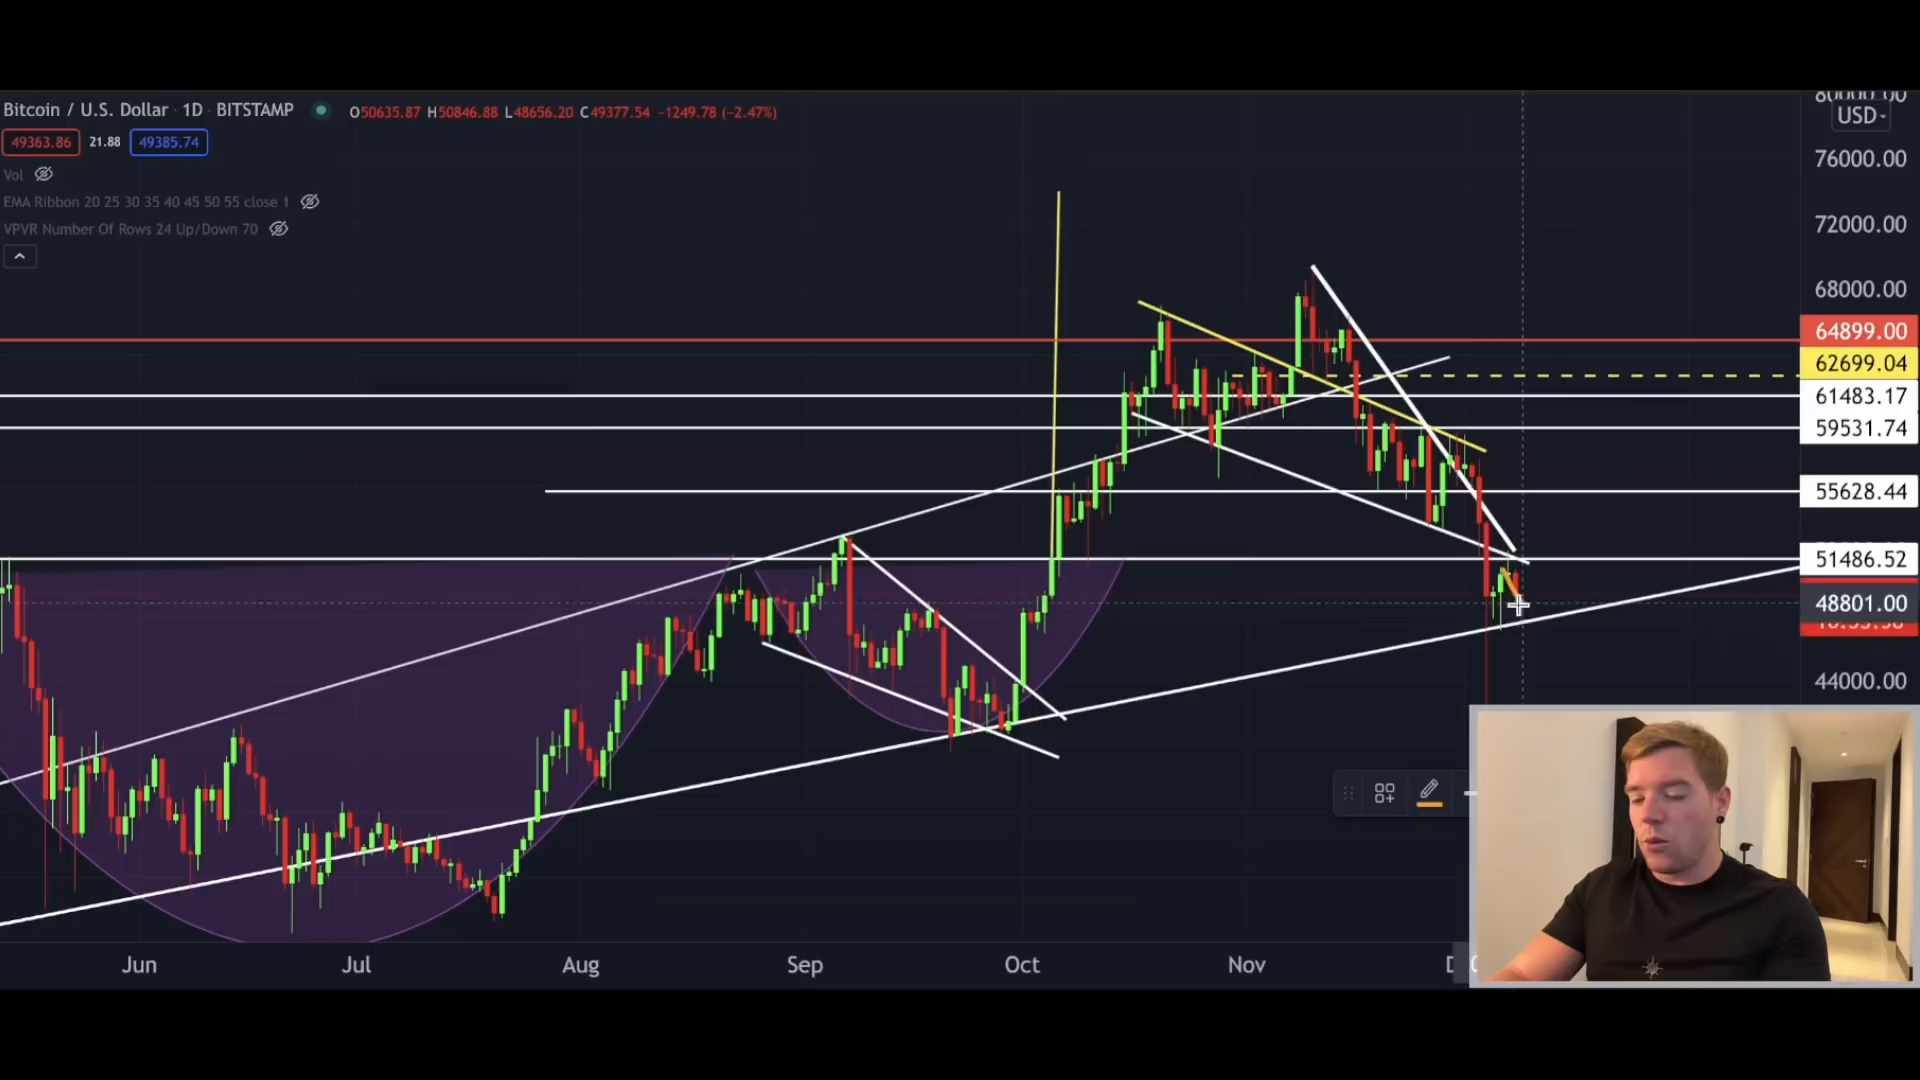 Bitcoin / U.S. Dollar · 1D · BITSTAMP O50635.87 H50846.88 L48656.20 C49377.54 −1249.78 (−2.47%)
49363.86 21.88 49385.74
Vol
EMA Ribbon 20 25 30 35 40 45 50 55 close 1
VPVR Number Of Rows 24 Up/Down 70
80000.00
USD
76000.00
72000.00
68000.00
64899.00
62699.04
61483.17
59531.74
55628.44
51486.52
48801.00
44000.00
Jun Jul Aug Sep Oct Nov